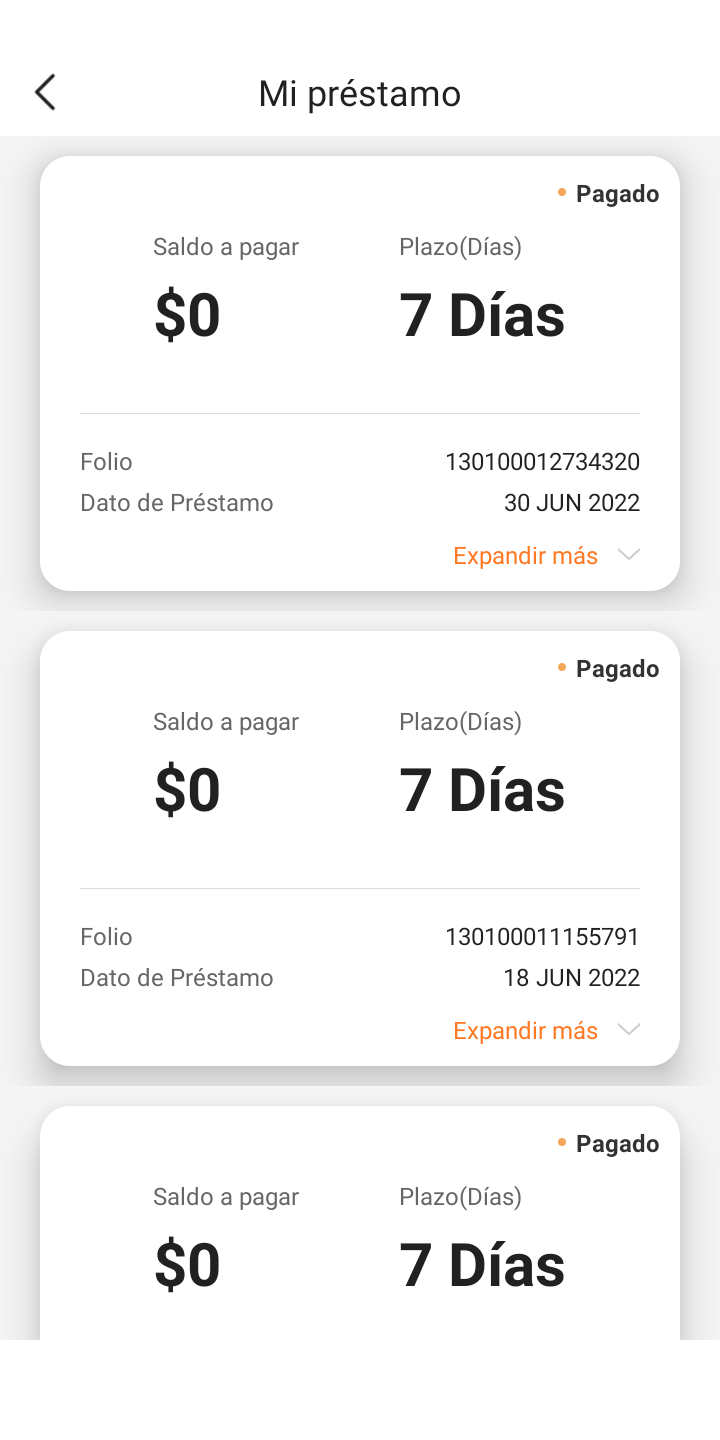 Mi préstamo
Pagado
Saldo a pagar Plazo(Días)
$0 7 Días
Folio 130100012734320
Dato de Préstamo 30 JUN 2022
Expandir más
Pagado
Saldo a pagar Plazo(Días)
$0 7 Días
Folio 130100011155791
Dato de Préstamo 18 JUN 2022
Expandir más
Pagado
Saldo a pagar Plazo(Días)
$0 7 Días